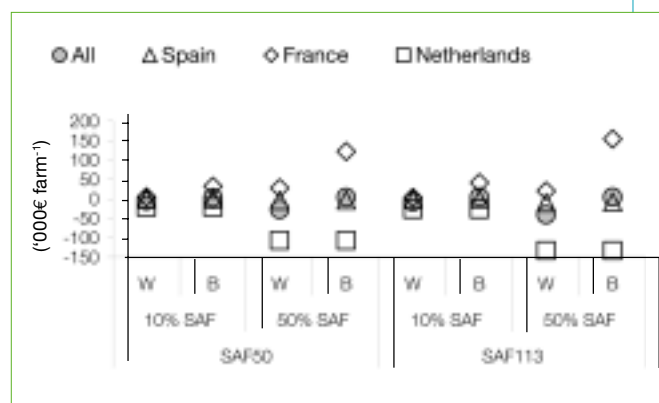 All Spain France Netherlands
('000€ farm⁻¹)
200
150
100
50
0
-50
-100
-150
W B W B W B W B
10% SAF 50% SAF 10% SAF 50% SAF
SAF50 SAF113